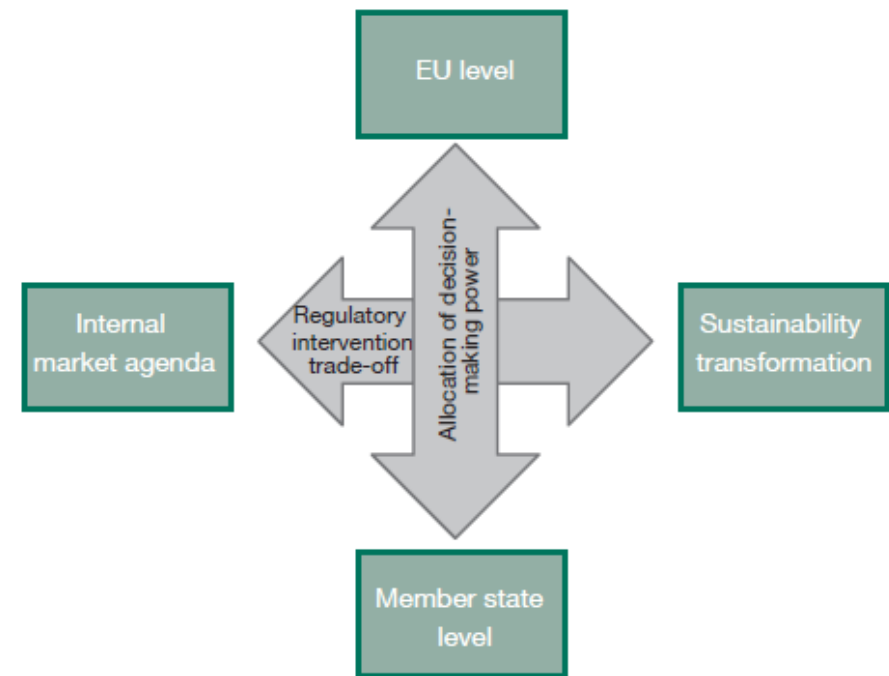 EU level
Internal
market agenda
Regulatory
intervention
trade-off
Allocation of decision-
making power
Sustainability
transformation
Member state
level